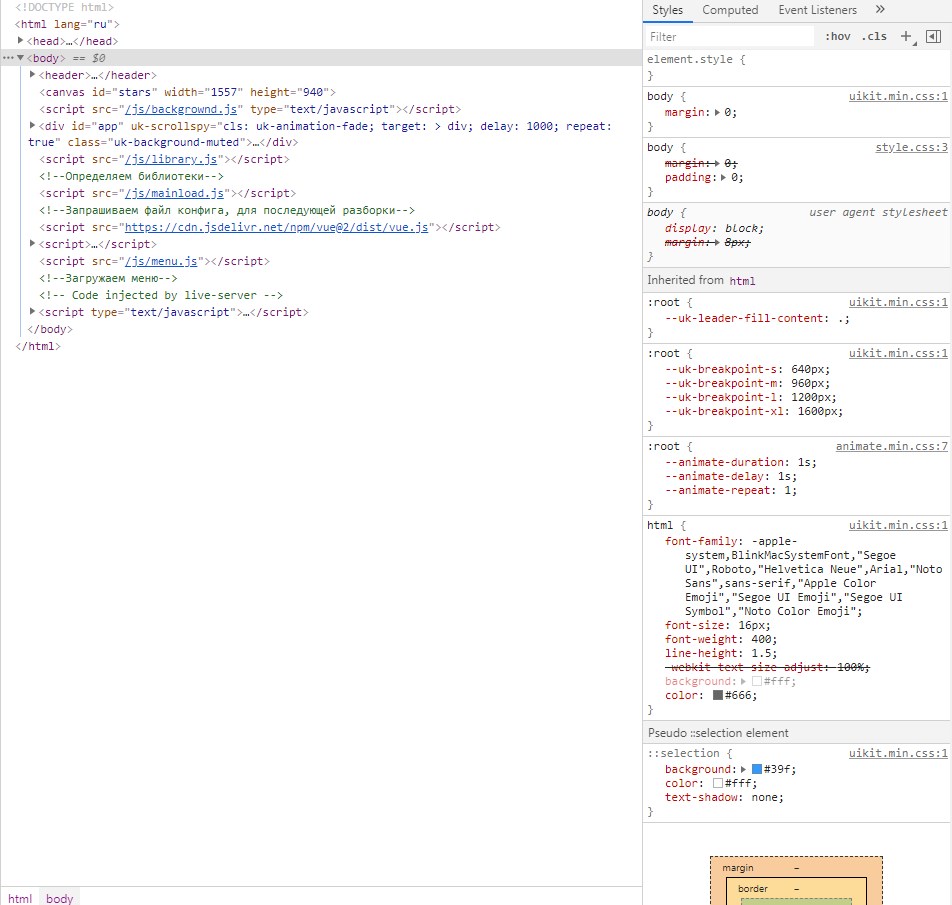 <!DOCTYPE html>
<html lang="ru">
<head>…</head>
<body> == $0
<header>…</header>
<canvas id="stars" width="1557" height="940">
<script src="/js/backgrownd.js" type="text/javascript"></script>
<div id="app" uk-scrollspy="cls: uk-animation-fade; target: > div; delay: 1000; repeat:
true" class="uk-background-muted">…</div>
<script src="/js/library.js"></script>
<!--Определяем библиотеки-->
<script src="/js/mainload.js"></script>
<!--Запрашиваем файл конфига, для последующей разборки-->
<script src="https://cdn.jsdelivr.net/npm/vue@2/dist/vue.js"></script>
<script>…</script>
<script src="/js/menu.js"></script>
<!--Загружаем меню-->
<!-- Code injected by live-server -->
<script type="text/javascript">…</script>
</body>
</html>
html body
Styles Computed Event Listeners »
Filter :hov .cls +
element.style {
}
body { uikit.min.css:1
margin: 0;
}
body { style.css:3
margin: 0;
padding: 0;
}
body { user agent stylesheet
display: block;
margin: 8px;
}
Inherited from html
:root { uikit.min.css:1
--uk-leader-fill-content: .;
}
:root { uikit.min.css:1
--uk-breakpoint-s: 640px;
--uk-breakpoint-m: 960px;
--uk-breakpoint-l: 1200px;
--uk-breakpoint-xl: 1600px;
}
:root { animate.min.css:7
--animate-duration: 1s;
--animate-delay: 1s;
--animate-repeat: 1;
}
html { uikit.min.css:1
font-family: -apple-
system,BlinkMacSystemFont,"Segoe
UI",Roboto,"Helvetica Neue",Arial,"Noto
Sans",sans-serif,"Apple Color
Emoji","Segoe UI Emoji","Segoe UI
Symbol","Noto Color Emoji";
font-size: 16px;
font-weight: 400;
line-height: 1.5;
-webkit-text-size-adjust: 100%;
background: #fff;
color: #666;
}
Pseudo ::selection element
::selection { uikit.min.css:1
background: #39f;
color: #fff;
text-shadow: none;
}
margin –
border –